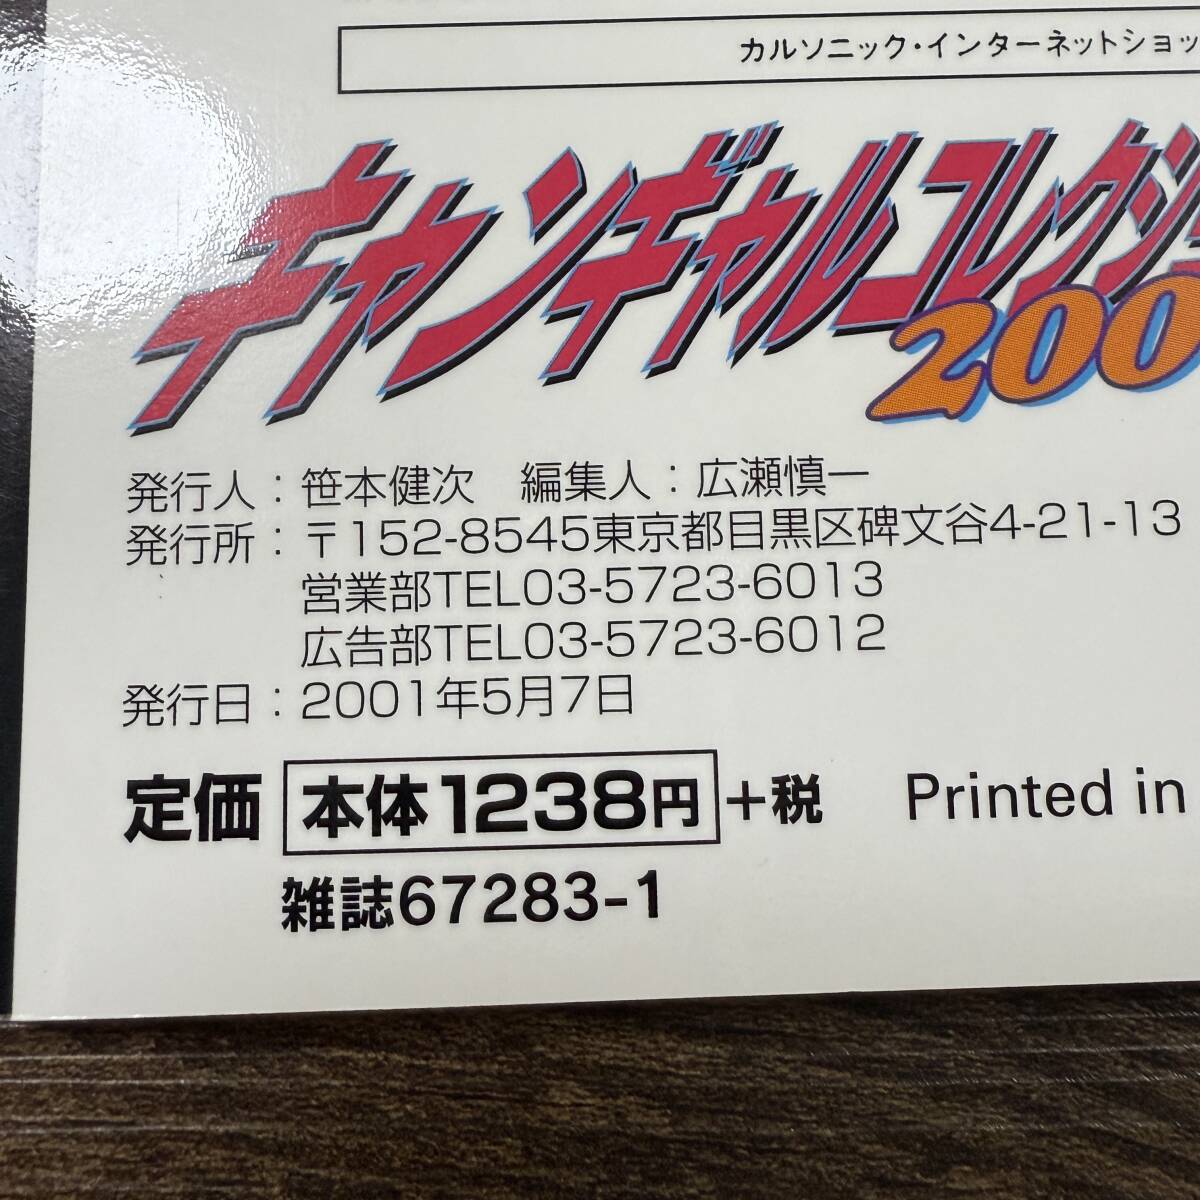 カルソニック・インターネットショッ
キャンギャルコレクショ
200
発行人：笹本健次　編集人：広瀬慎一
発行所：〒152-8545東京都目黒区碑文谷4-21-13
営業部TEL03-5723-6013
広告部TEL03-5723-6012
発行日：2001年5月7日
定価 本体1238円+税 Printed in
雑誌67283-1